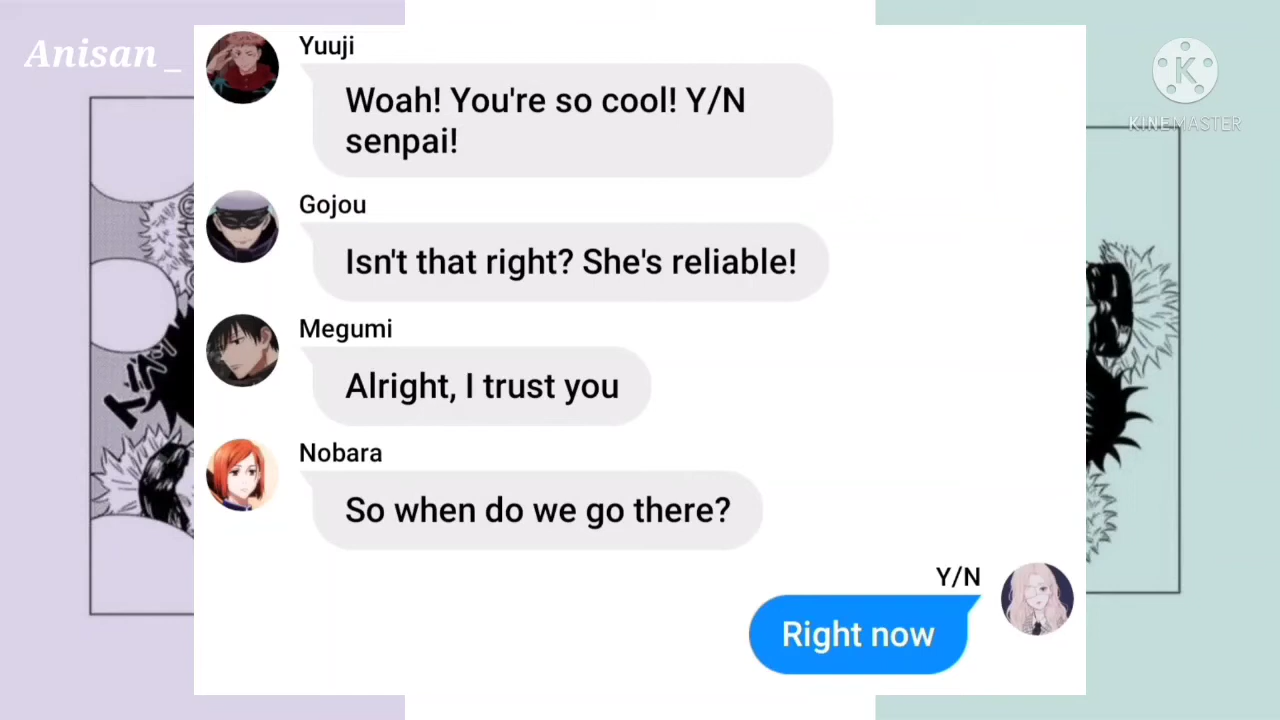 Anisan _
KINEMASTER
Yuuji
Woah! You're so cool! Y/N
senpai!
Gojou
Isn't that right? She's reliable!
Megumi
Alright, I trust you
Nobara
So when do we go there?
Y/N
Right now